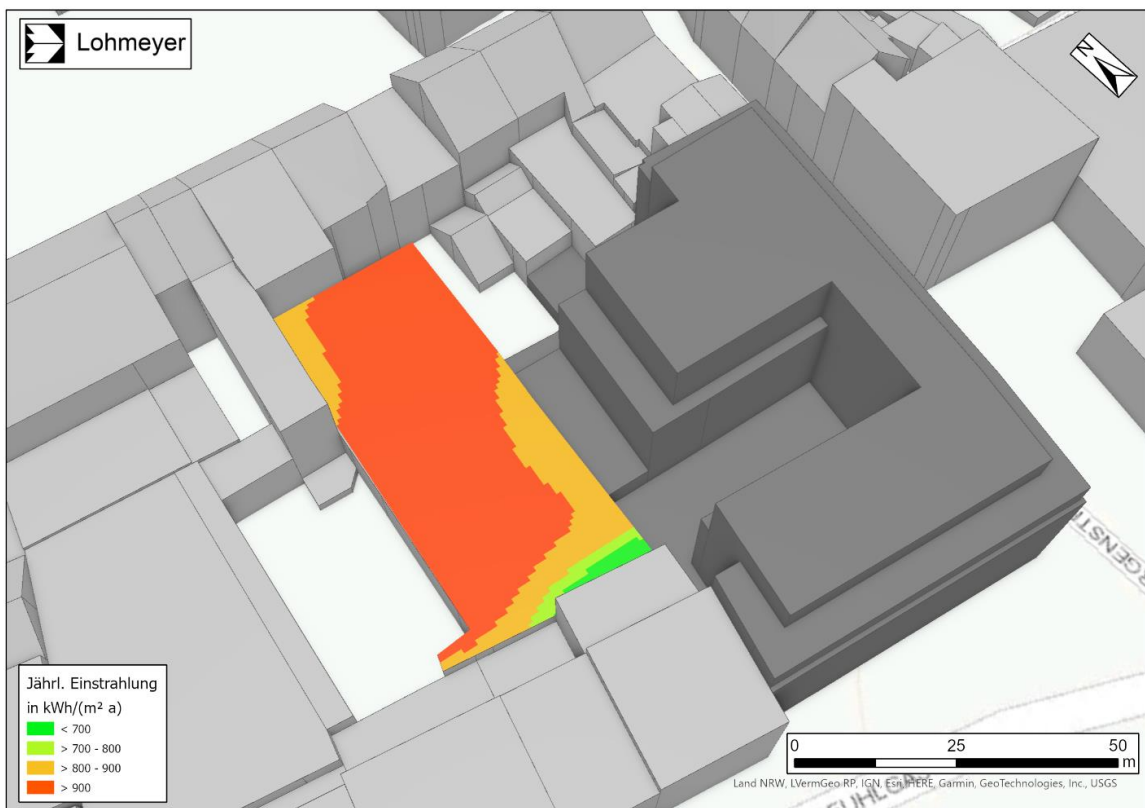 Lohmeyer
N
Jährl. Einstrahlung
in kWh/(m² a)
< 700
> 700 - 800
> 800 - 900
> 900
0 25 50
m
Land NRW, LVermGeo RP, IGN, Esri, HERE, Garmin, GeoTechnologies, Inc., USGS